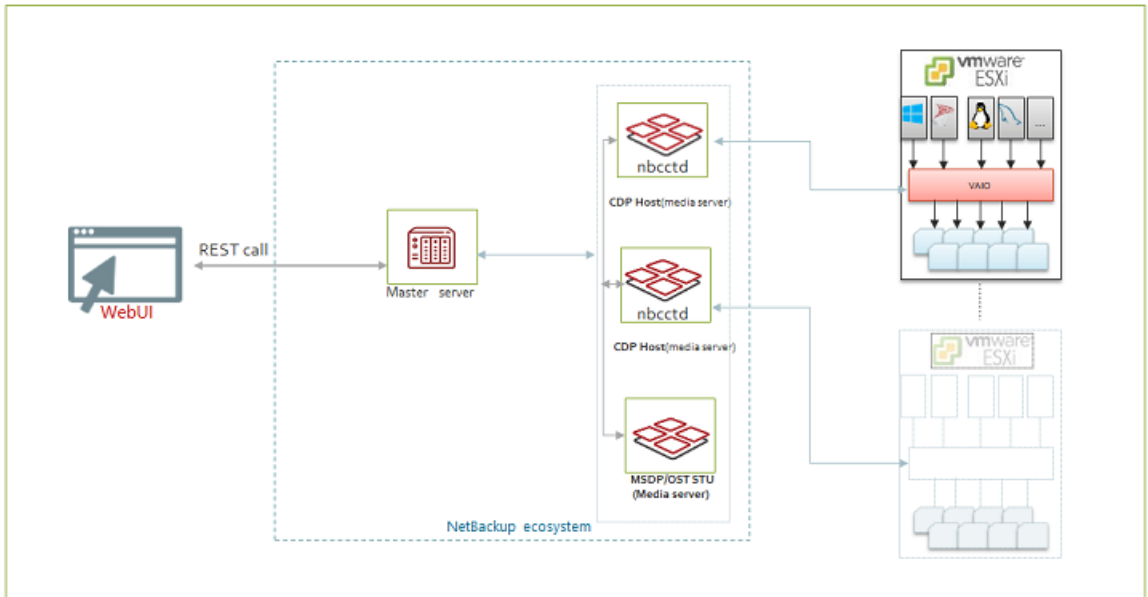 WebUI
REST call
Master server
NetBackup ecosystem
nbcctd
CDP Host(media server)
nbcctd
CDP Host(media server)
MSDP/OST STU
(Media server)
vmware
ESXi
...
VAIO
vmware
ESXi